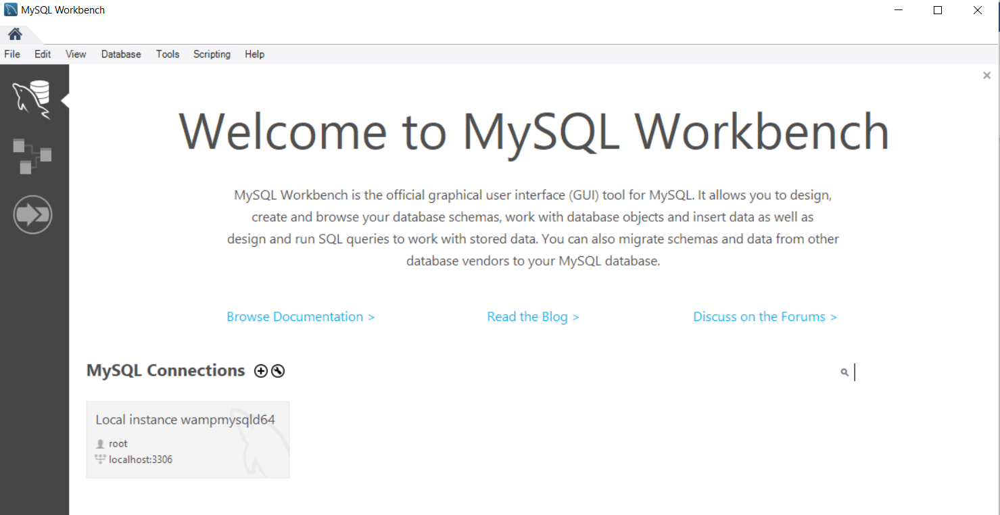 MySQL Workbench
File Edit View Database Tools Scripting Help
Welcome to MySQL Workbench
MySQL Workbench is the official graphical user interface (GUI) tool for MySQL. It allows you to design,
create and browse your database schemas, work with database objects and insert data as well as
design and run SQL queries to work with stored data. You can also migrate schemas and data from other
database vendors to your MySQL database.
Browse Documentation > Read the Blog > Discuss on the Forums >
MySQL Connections
Local instance wampmysqld64
root
localhost:3306